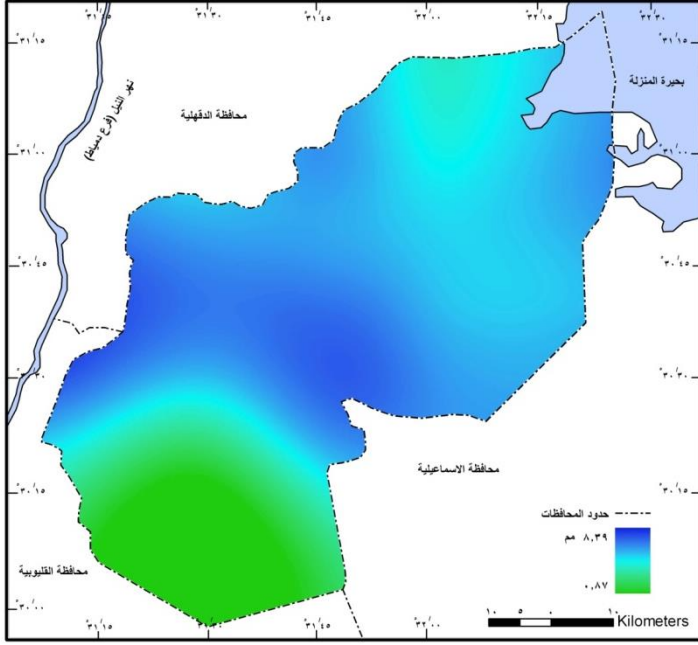 °٣١/١٥ °٣١/٣٠ °٣١/٤٥ °٣٢/٠٠ °٣٢/١٥ °٣٢/٣٠
°٣١/١٥ °٣١/١٥
بحيرة المنزلة
نهر النيل (فرع دمياط)
محافظة الدقهلية
°٣١/٠٠ °٣١/٠٠
°٣٠/٤٥ °٣٠/٤٥
°٣٠/٣٠ °٣٠/٣٠
محافظة الاسماعيلية
°٣٠/١٥ °٣٠/١٥
حدود المحافظات
٨,٣٩ مم
٠,٨٧
محافظة القليوبية
°٣٠/٠٠ °٣٠/٠٠
١٠ ٥ ٠ ١٠
Kilometers
°٣١/١٥ °٣١/٣٠ °٣١/٤٥ °٣٢/٠٠